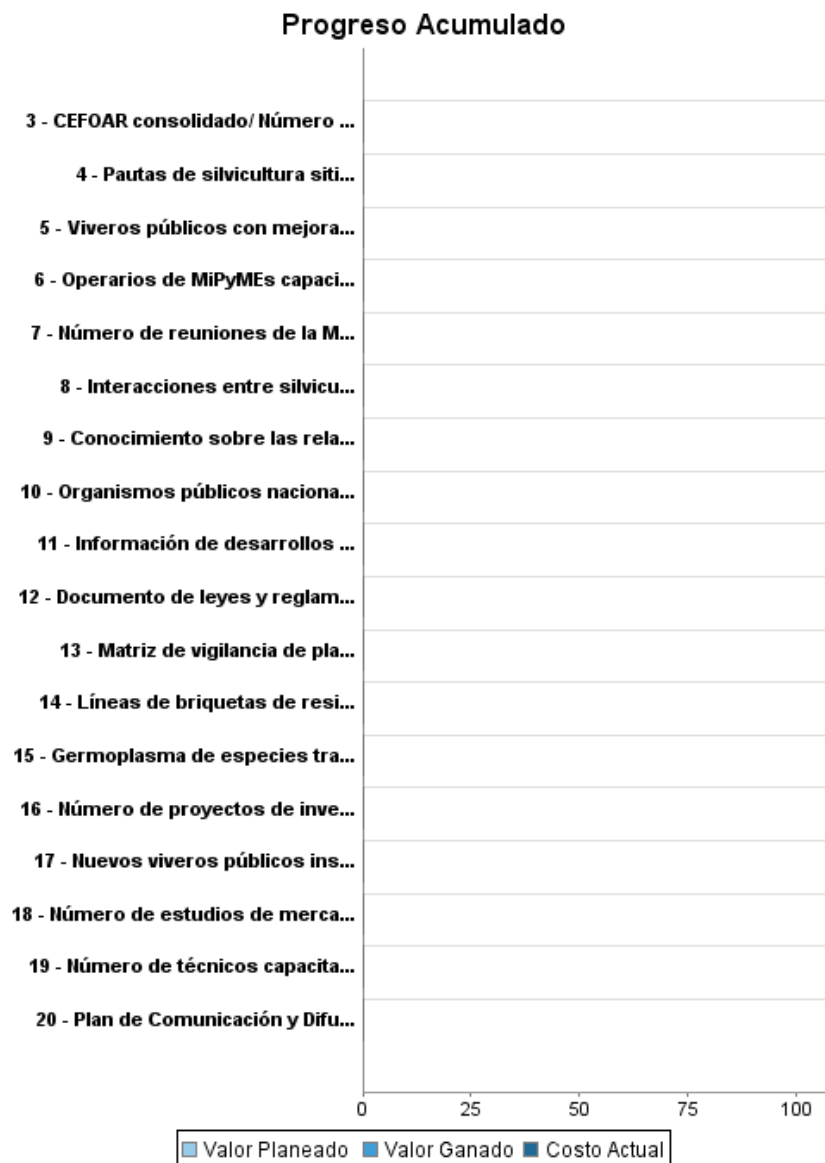 Progreso Acumulado
3 - CEFOAR consolidado/ Número ...
4 - Pautas de silvicultura siti...
5 - Viveros públicos con mejora...
6 - Operarios de MiPyMEs capaci...
7 - Número de reuniones de la M...
8 - Interacciones entre silvicu...
9 - Conocimiento sobre las rela...
10 - Organismos públicos naciona...
11 - Información de desarrollos ...
12 - Documento de leyes y reglam...
13 - Matriz de vigilancia de pla...
14 - Líneas de briquetas de resi...
15 - Germoplasma de especies tra...
16 - Número de proyectos de inve...
17 - Nuevos viveros públicos ins...
18 - Número de estudios de merca...
19 - Número de técnicos capacita...
20 - Plan de Comunicación y Difu...
0 25 50 75 100
Valor Planeado Valor Ganado Costo Actual